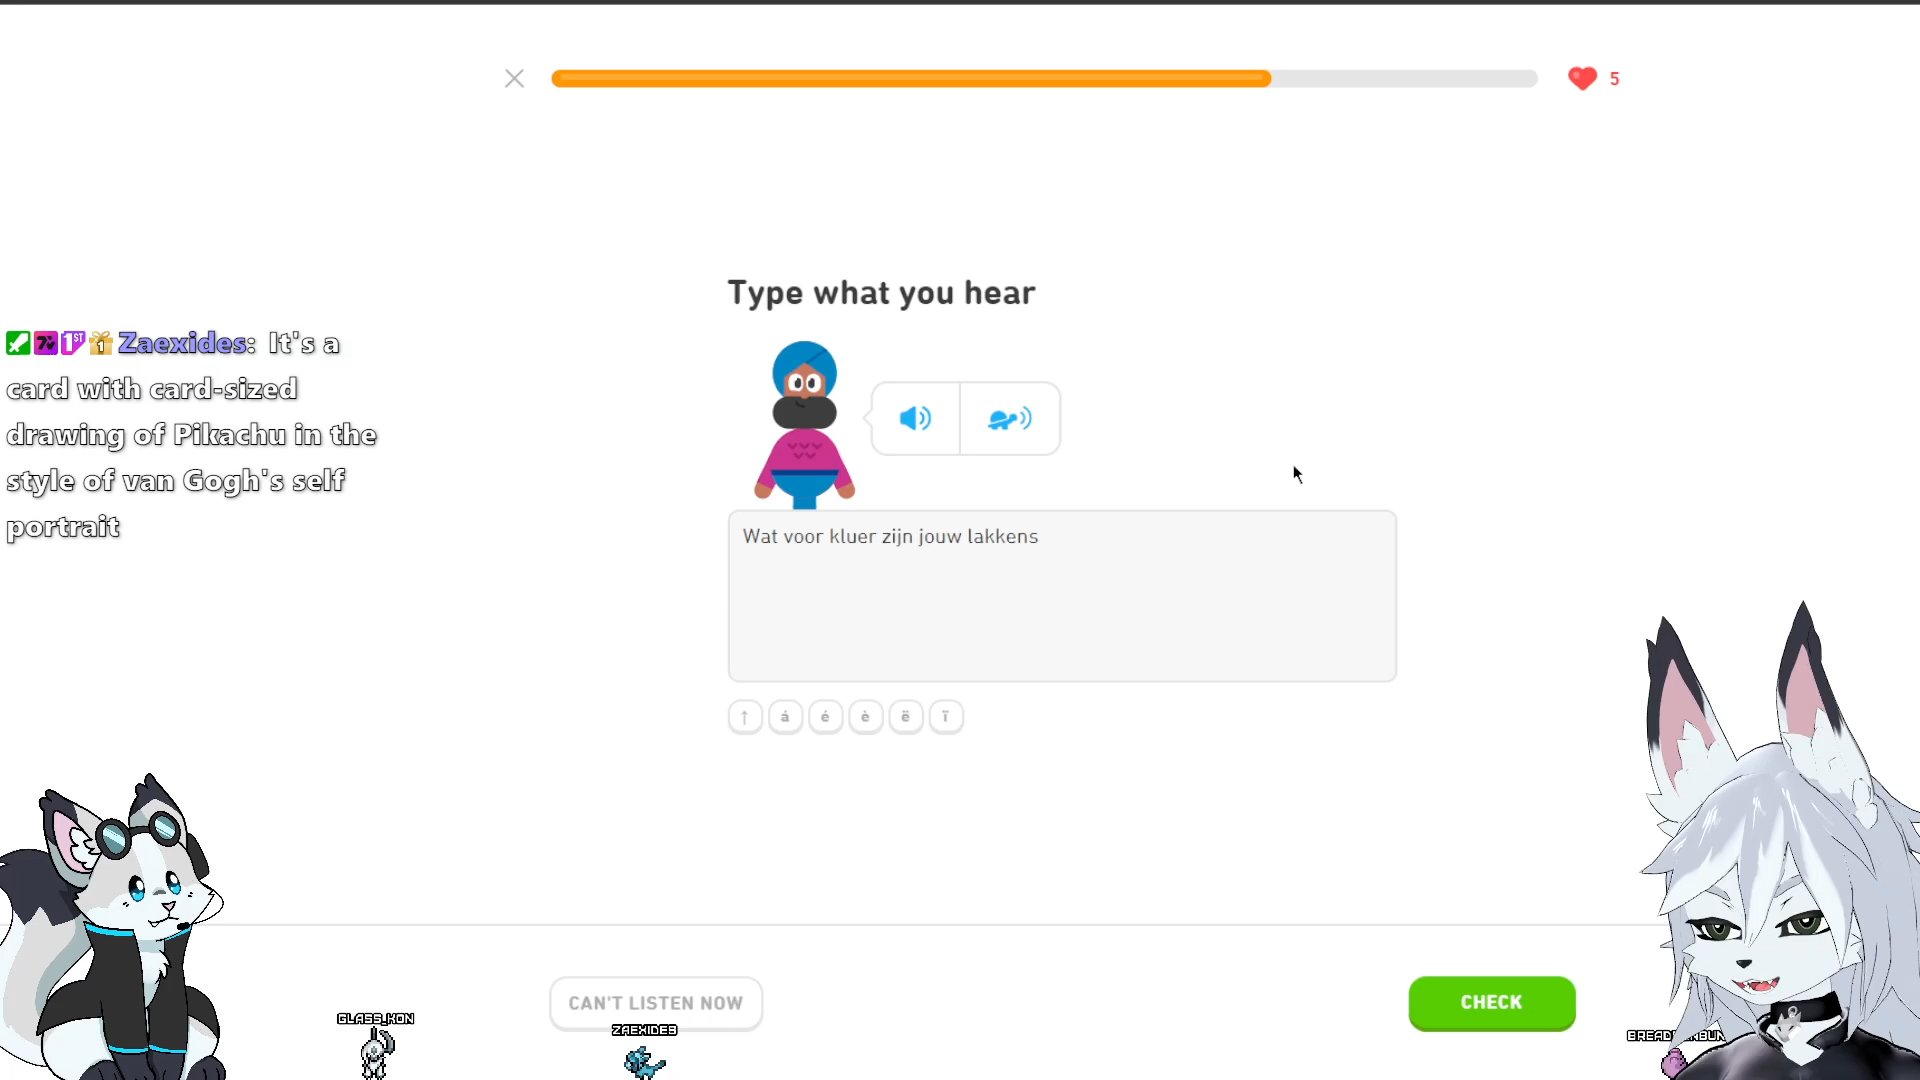 5
Type what you hear
Zaexides: It's a
card with card-sized
drawing of Pikachu in the
style of van Gogh's self
portrait
Wat voor kluer zijn jouw lakkens
↑ á é è ë ï
CAN'T LISTEN NOW
CHECK
GLASS_KON
ZAEXIDES